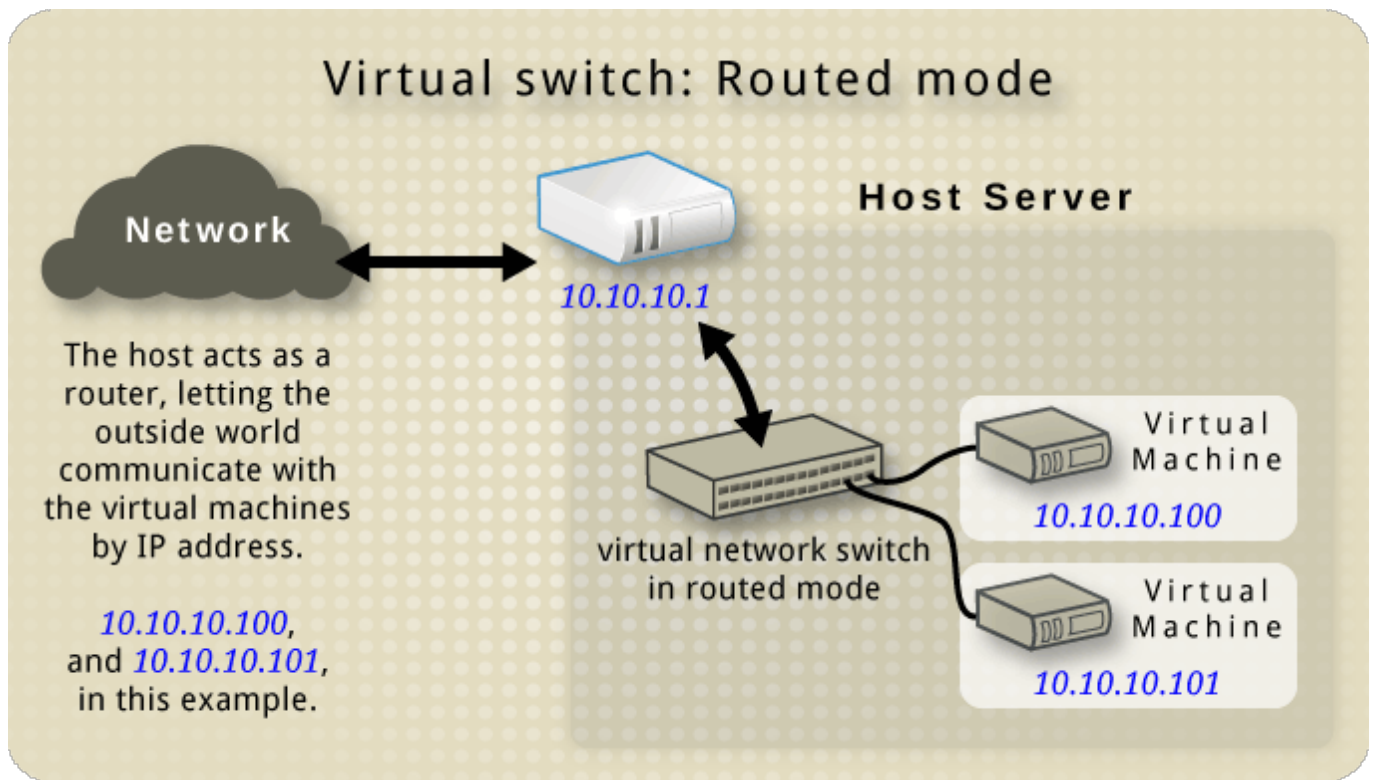 Virtual switch: Routed mode
Network
Host Server
10.10.10.1
The host acts as a
router, letting the
outside world
communicate with
the virtual machines
by IP address.
10.10.10.100,
and 10.10.10.101,
in this example.
virtual network switch
in routed mode
Virtual
Machine
10.10.10.100
Virtual
Machine
10.10.10.101